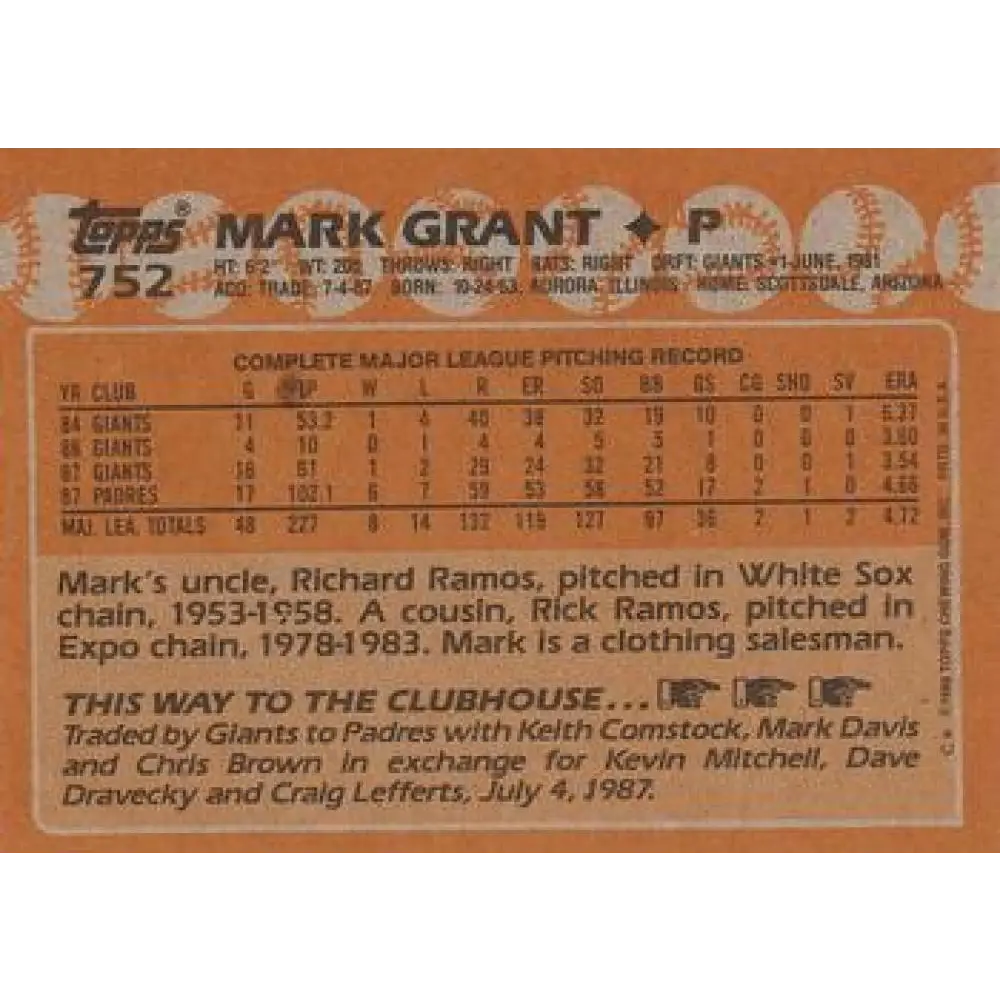 topps® MARK GRANT ✦ P
752 HT: 6'2" WT: 205 THROWS: RIGHT BATS: RIGHT DRFT: GIANTS #1-JUNE, 1981
ACQ: TRADE, 7-4-87 BORN: 10-24-63, AURORA, ILLINOIS HOME: SCOTTSDALE, ARIZONA
COMPLETE MAJOR LEAGUE PITCHING RECORD
YR CLUB G IP W L R ER SO BB GS CG SHO SV ERA
84 GIANTS 11 53.2 1 4 40 38 32 19 10 0 0 1 6.37
86 GIANTS 4 10 0 1 4 4 5 5 1 0 0 0 3.60
87 GIANTS 16 61 1 2 29 24 32 21 8 0 0 1 3.54
87 PADRES 17 102.1 6 7 59 53 58 52 17 2 1 0 4.66
MAJ. LEA. TOTALS 48 227 8 14 132 119 127 97 36 2 1 2 4.72
Mark's uncle, Richard Ramos, pitched in White Sox
chain, 1953-1958. A cousin, Rick Ramos, pitched in
Expo chain, 1978-1983. Mark is a clothing salesman.
THIS WAY TO THE CLUBHOUSE...
Traded by Giants to Padres with Keith Comstock, Mark Davis
and Chris Brown in exchange for Kevin Mitchell, Dave
Dravecky and Craig Lefferts, July 4, 1987.
C* © 1988 TOPPS CHEWING GUM, INC. PRTD. IN U.S.A.